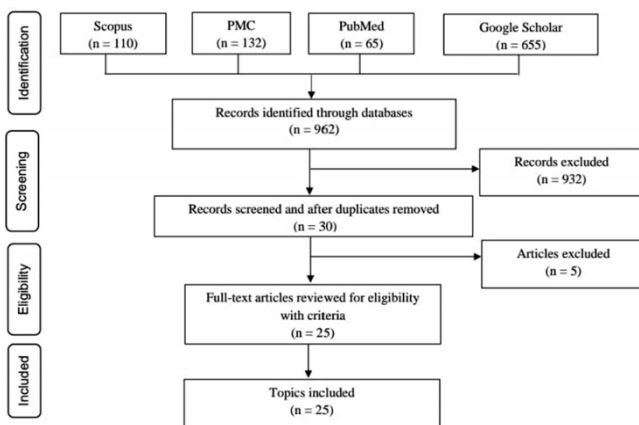 Identification
Scopus
(n = 110)
PMC
(n = 132)
PubMed
(n = 65)
Google Scholar
(n = 655)
Records identified through databases
(n = 962)
Screening
Records excluded
(n = 932)
Records screened and after duplicates removed
(n = 30)
Eligibility
Articles excluded
(n = 5)
Full-text articles reviewed for eligibility
with criteria
(n = 25)
Included
Topics included
(n = 25)